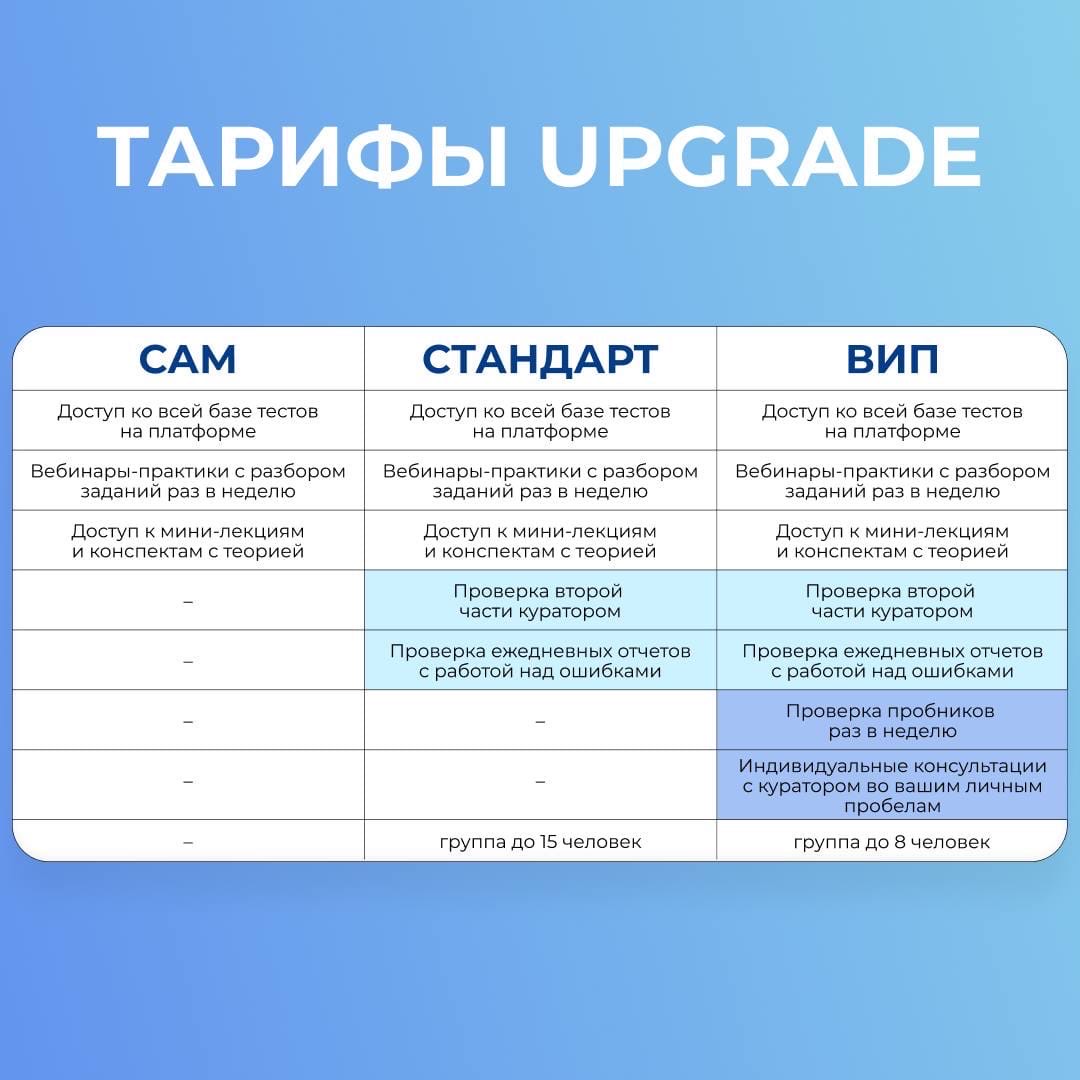 ТАРИФЫ UPGRADE
САМ
СТАНДАРТ
ВИП
Доступ ко всей базе тестов
на платформе
Доступ ко всей базе тестов
на платформе
Доступ ко всей базе тестов
на платформе
Вебинары-практики с разбором
заданий раз в неделю
Вебинары-практики с разбором
заданий раз в неделю
Вебинары-практики с разбором
заданий раз в неделю
Доступ к мини-лекциям
и конспектам с теорией
Доступ к мини-лекциям
и конспектам с теорией
Доступ к мини-лекциям
и конспектам с теорией
–
Проверка второй
части куратором
Проверка второй
части куратором
–
Проверка ежедневных отчетов
с работой над ошибками
Проверка ежедневных отчетов
с работой над ошибками
–
–
Проверка пробников
раз в неделю
–
–
Индивидуальные консультации
с куратором во вашим личным
пробелам
–
группа до 15 человек
группа до 8 человек